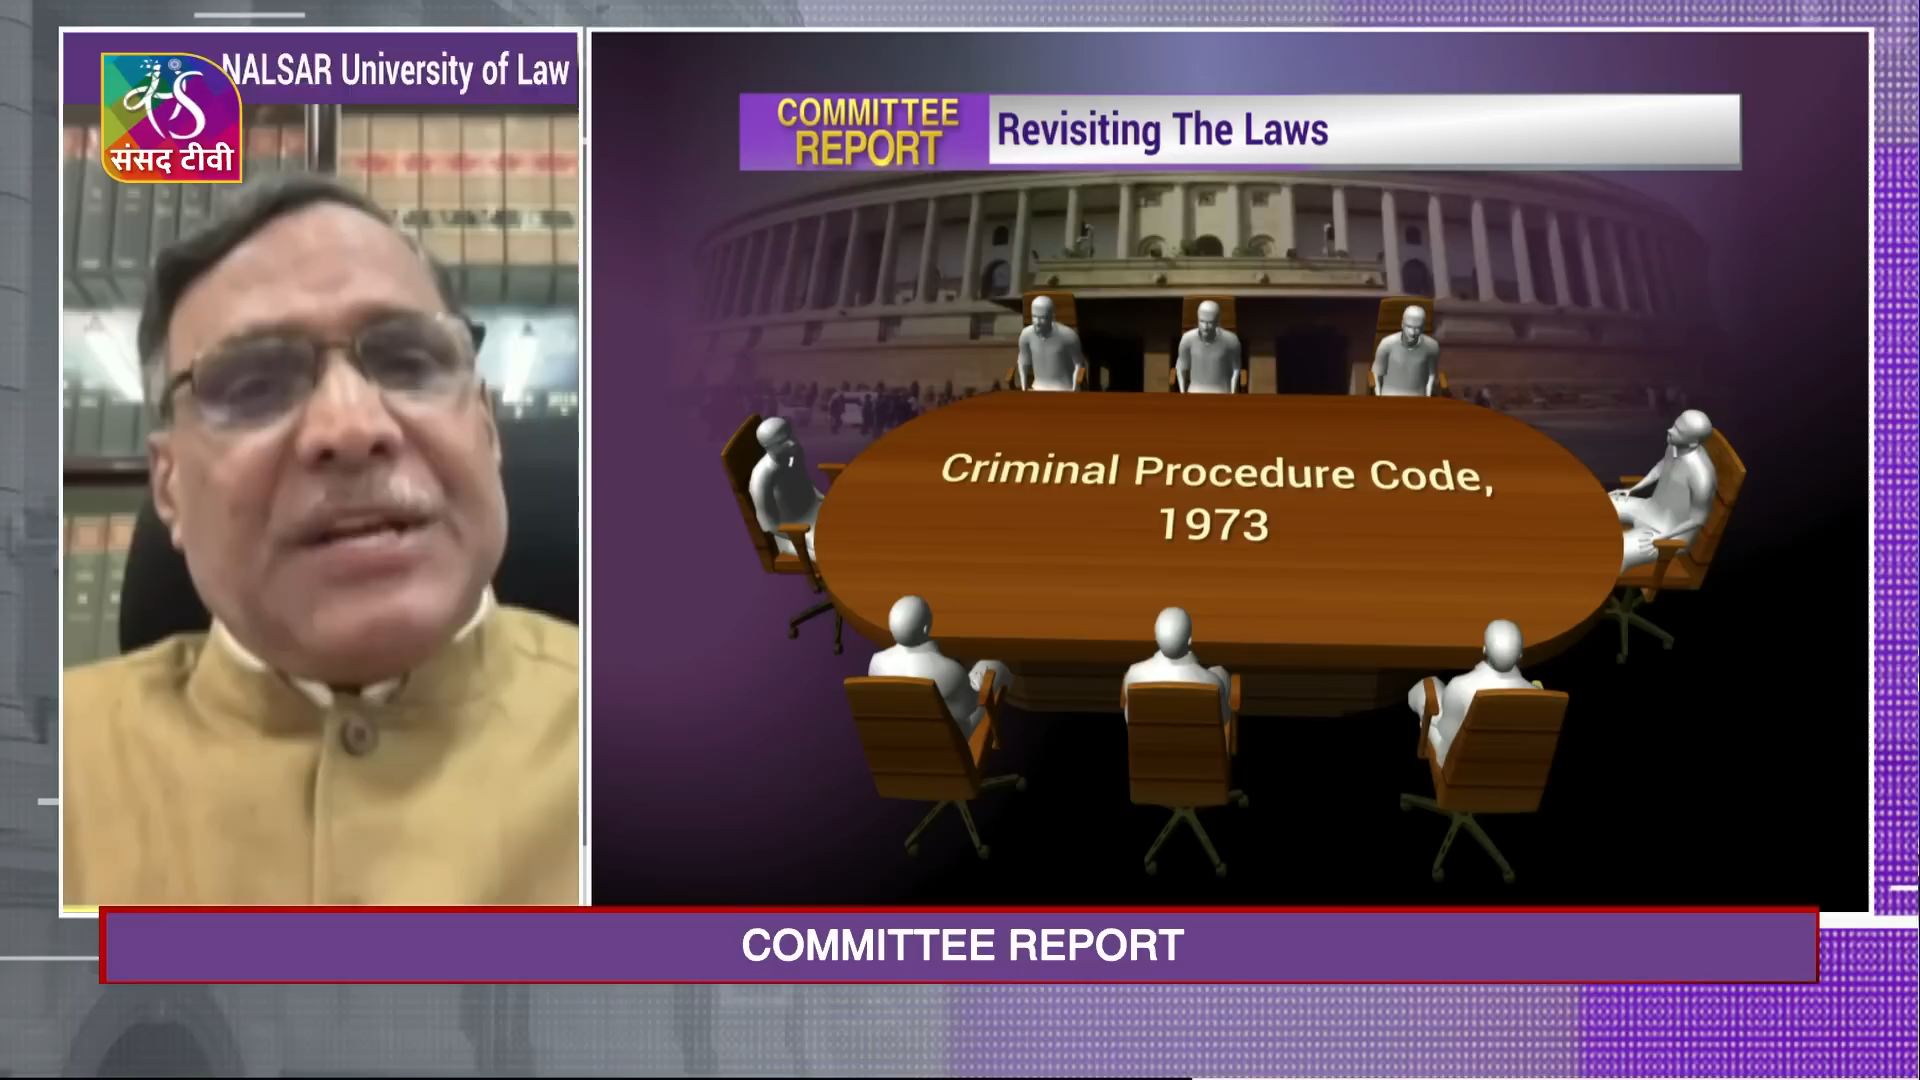 NALSAR University of Law
संसद टीवी
COMMITTEE
REPORT
Revisiting The Laws
Criminal Procedure Code,
1973
COMMITTEE REPORT